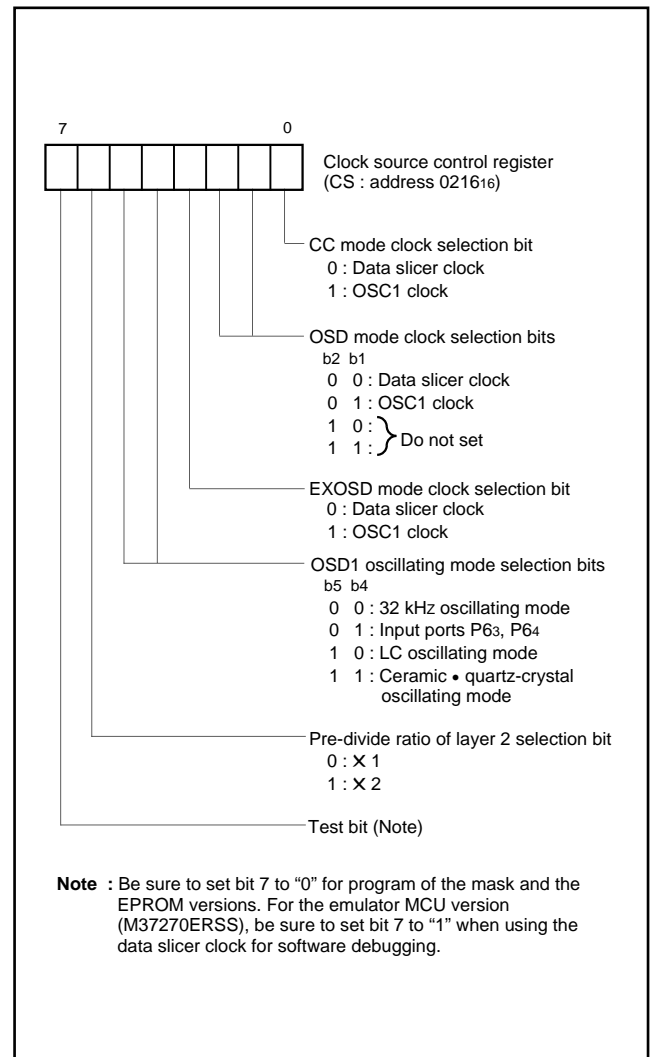 7 0
Clock source control register
(CS : address 021616)
CC mode clock selection bit
0 : Data slicer clock
1 : OSC1 clock
OSD mode clock selection bits
b2 b1
0 0 : Data slicer clock
0 1 : OSC1 clock
1 0 :
1 1 :
Do not set
EXOSD mode clock selection bit
0 : Data slicer clock
1 : OSC1 clock
OSD1 oscillating mode selection bits
b5 b4
0 0 : 32 kHz oscillating mode
0 1 : Input ports P63, P64
1 0 : LC oscillating mode
1 1 : Ceramic • quartz-crystal
oscillating mode
Pre-divide ratio of layer 2 selection bit
0 : ✕ 1
1 : ✕ 2
Test bit (Note)
Note : Be sure to set bit 7 to “0” for program of the mask and the
EPROM versions. For the emulator MCU version
(M37270ERSS), be sure to set bit 7 to “1” when using the
data slicer clock for software debugging.